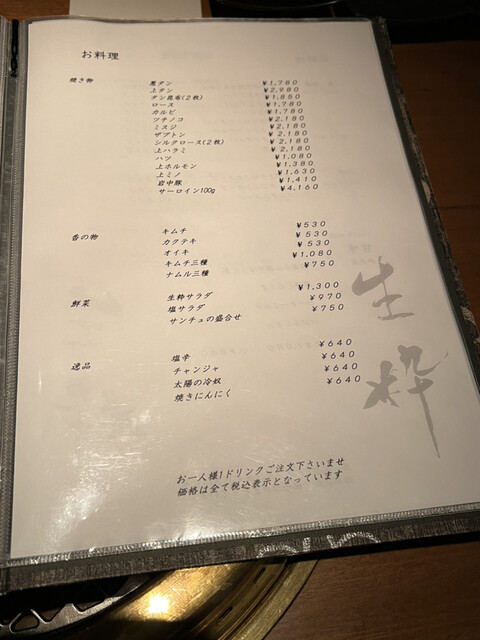 お料理
焼き物 タン ¥1,780
上タン ¥2,980
タン昆布(2枚) ¥1,850
ロース ¥1,780
カルビ ¥1,780
ツチノコ ¥2,180
ミスジ ¥2,180
ザブトン ¥2,180
シルクロース(2枚) ¥2,180
上ハラミ ¥2,180
ハツ ¥1,080
上ホルモン ¥1,380
上ミノ ¥1,630
岩中豚 ¥1,410
サーロイン100g ¥4,160
香の物 キムチ ¥530
カクテキ ¥530
オイキ ¥530
キムチ三種 ¥1,080
ナムル三種 ¥750
鮮菜 生粋サラダ ¥1,300
塩サラダ ¥970
サンチュの盛合せ ¥750
逸品 塩辛 ¥640
チャンジャ ¥640
太陽の冷奴 ¥640
焼きにんにく ¥640
生粋
お一人様1ドリンクご注文下さいませ
価格は全て税込表示となっています